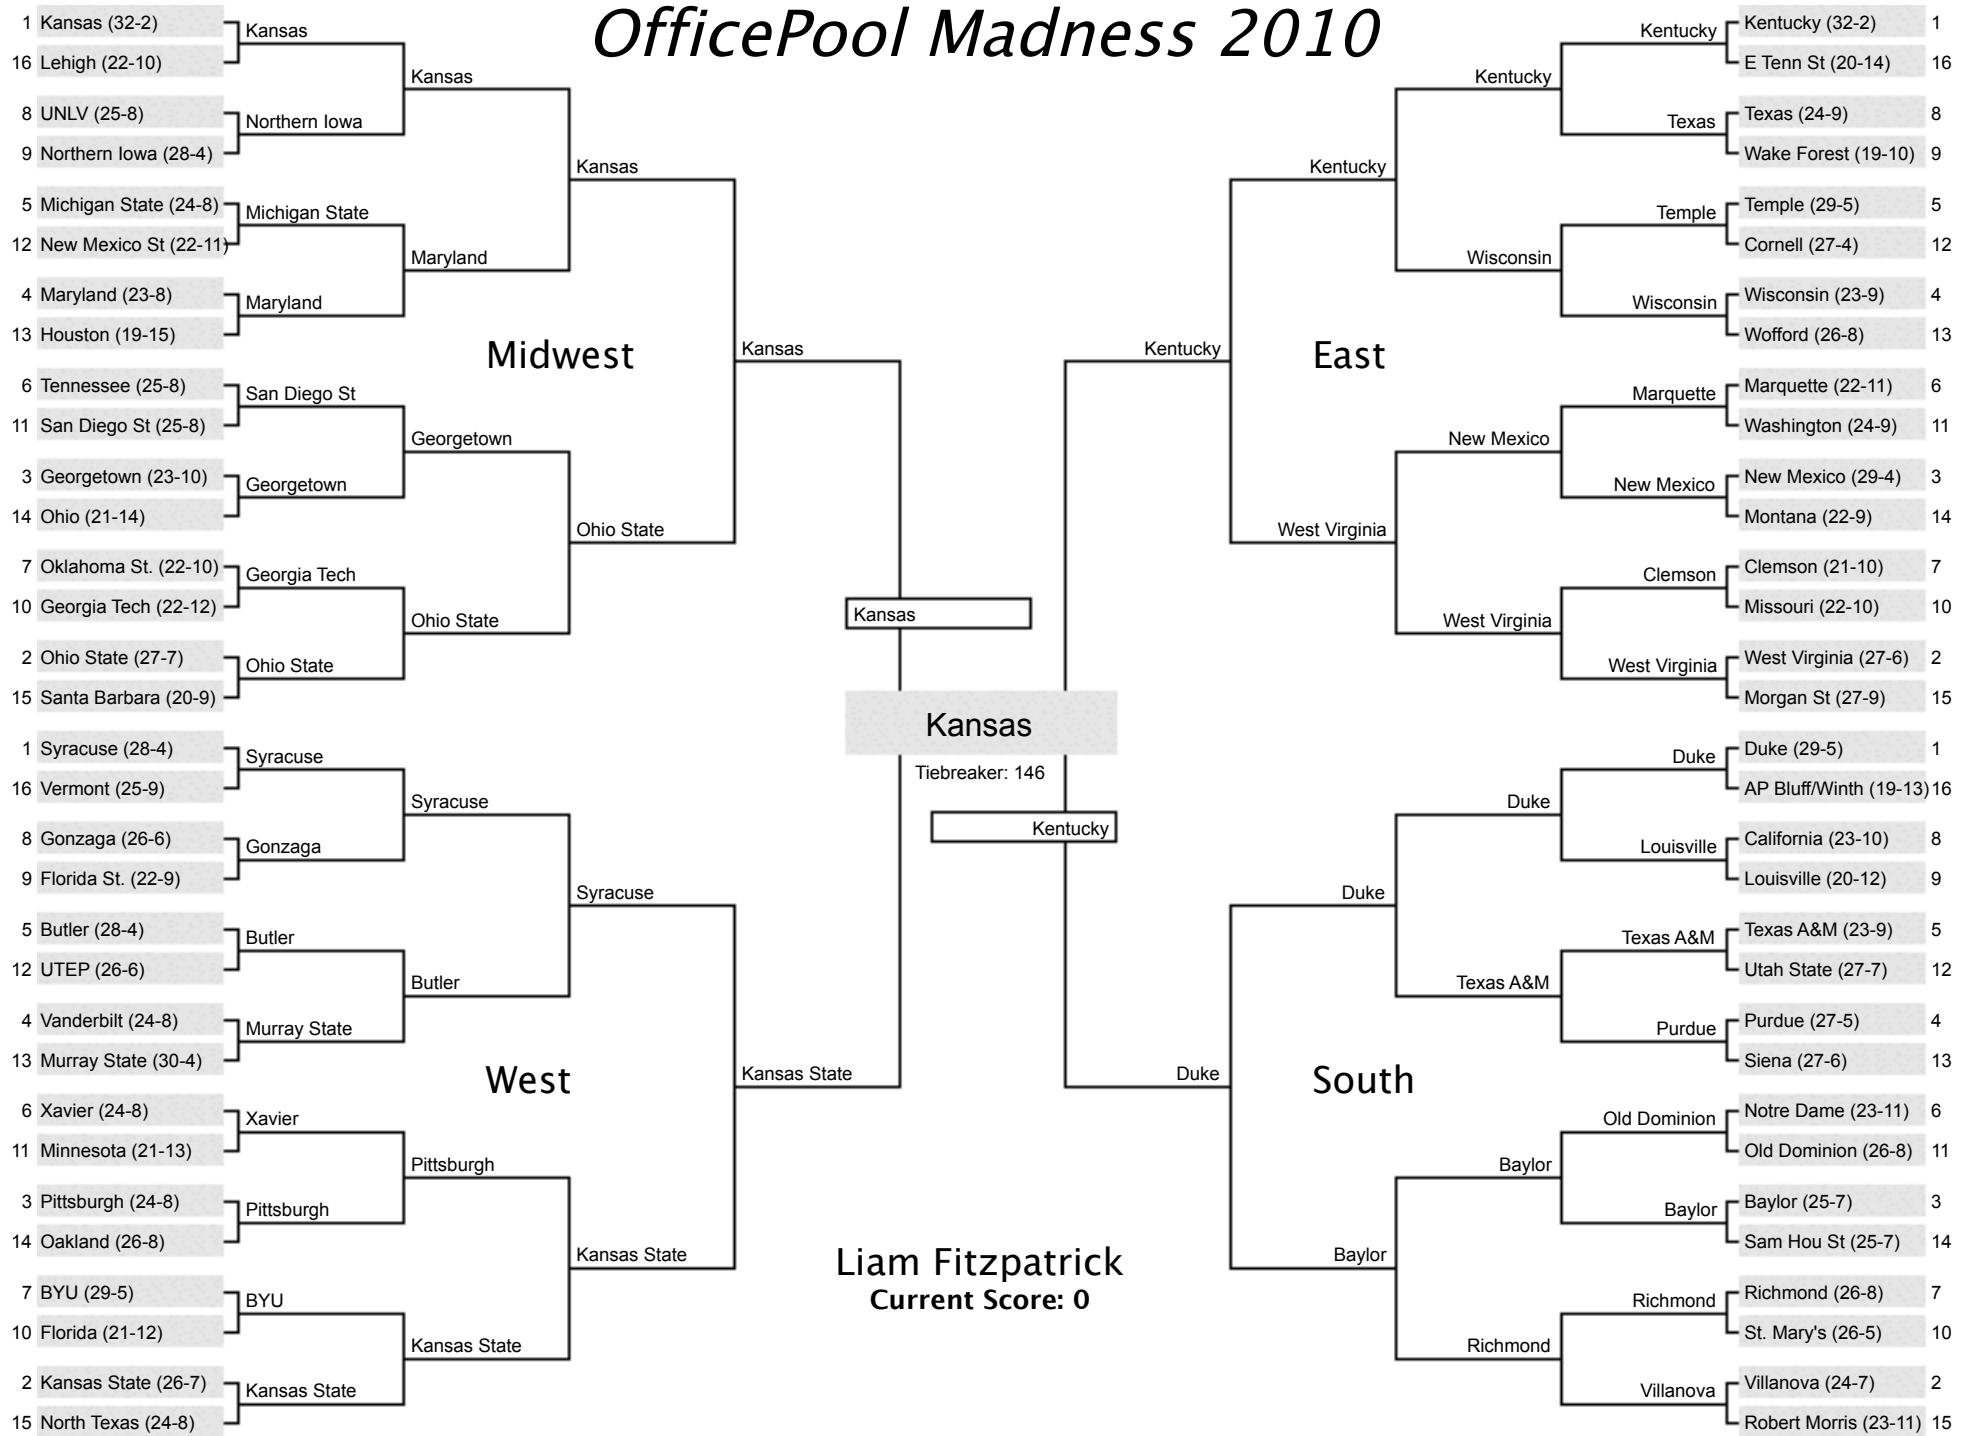 OfficePool Madness 2010
1 Kansas (32-2)
16 Lehigh (22-10)
8 UNLV (25-8)
9 Northern Iowa (28-4)
5 Michigan State (24-8)
12 New Mexico St (22-11)
4 Maryland (23-8)
13 Houston (19-15)
6 Tennessee (25-8)
11 San Diego St (25-8)
3 Georgetown (23-10)
14 Ohio (21-14)
7 Oklahoma St. (22-10)
10 Georgia Tech (22-12)
2 Ohio State (27-7)
15 Santa Barbara (20-9)
Kansas
Northern Iowa
Michigan State
Maryland
San Diego St
Georgetown
Georgia Tech
Ohio State
Kansas
Maryland
Georgetown
Ohio State
Kansas
Ohio State
Midwest
Kansas
1 Syracuse (28-4)
16 Vermont (25-9)
8 Gonzaga (26-6)
9 Florida St. (22-9)
5 Butler (28-4)
12 UTEP (26-6)
4 Vanderbilt (24-8)
13 Murray State (30-4)
6 Xavier (24-8)
11 Minnesota (21-13)
3 Pittsburgh (24-8)
14 Oakland (26-8)
7 BYU (29-5)
10 Florida (21-12)
2 Kansas State (26-7)
15 North Texas (24-8)
Syracuse
Gonzaga
Butler
Murray State
Xavier
Pittsburgh
BYU
Kansas State
Syracuse
Butler
Pittsburgh
Kansas State
Syracuse
Kansas State
West
Kansas State
Kansas
Kansas
Tiebreaker: 146
Kentucky
Liam Fitzpatrick
Current Score: 0
Kentucky
East
Kentucky
West Virginia
Kentucky
Wisconsin
New Mexico
West Virginia
Kentucky
Texas
Temple
Wisconsin
Marquette
New Mexico
Clemson
West Virginia
Kentucky (32-2) 1
E Tenn St (20-14) 16
Texas (24-9) 8
Wake Forest (19-10) 9
Temple (29-5) 5
Cornell (27-4) 12
Wisconsin (23-9) 4
Wofford (26-8) 13
Marquette (22-11) 6
Washington (24-9) 11
New Mexico (29-4) 3
Montana (22-9) 14
Clemson (21-10) 7
Missouri (22-10) 10
West Virginia (27-6) 2
Morgan St (27-9) 15
Duke
South
Duke
Baylor
Duke
Texas A&M
Baylor
Richmond
Duke
Louisville
Texas A&M
Purdue
Old Dominion
Baylor
Richmond
Villanova
Duke (29-5) 1
AP Bluff/Winth (19-13) 16
California (23-10) 8
Louisville (20-12) 9
Texas A&M (23-9) 5
Utah State (27-7) 12
Purdue (27-5) 4
Siena (27-6) 13
Notre Dame (23-11) 6
Old Dominion (26-8) 11
Baylor (25-7) 3
Sam Hou St (25-7) 14
Richmond (26-8) 7
St. Mary's (26-5) 10
Villanova (24-7) 2
Robert Morris (23-11) 15